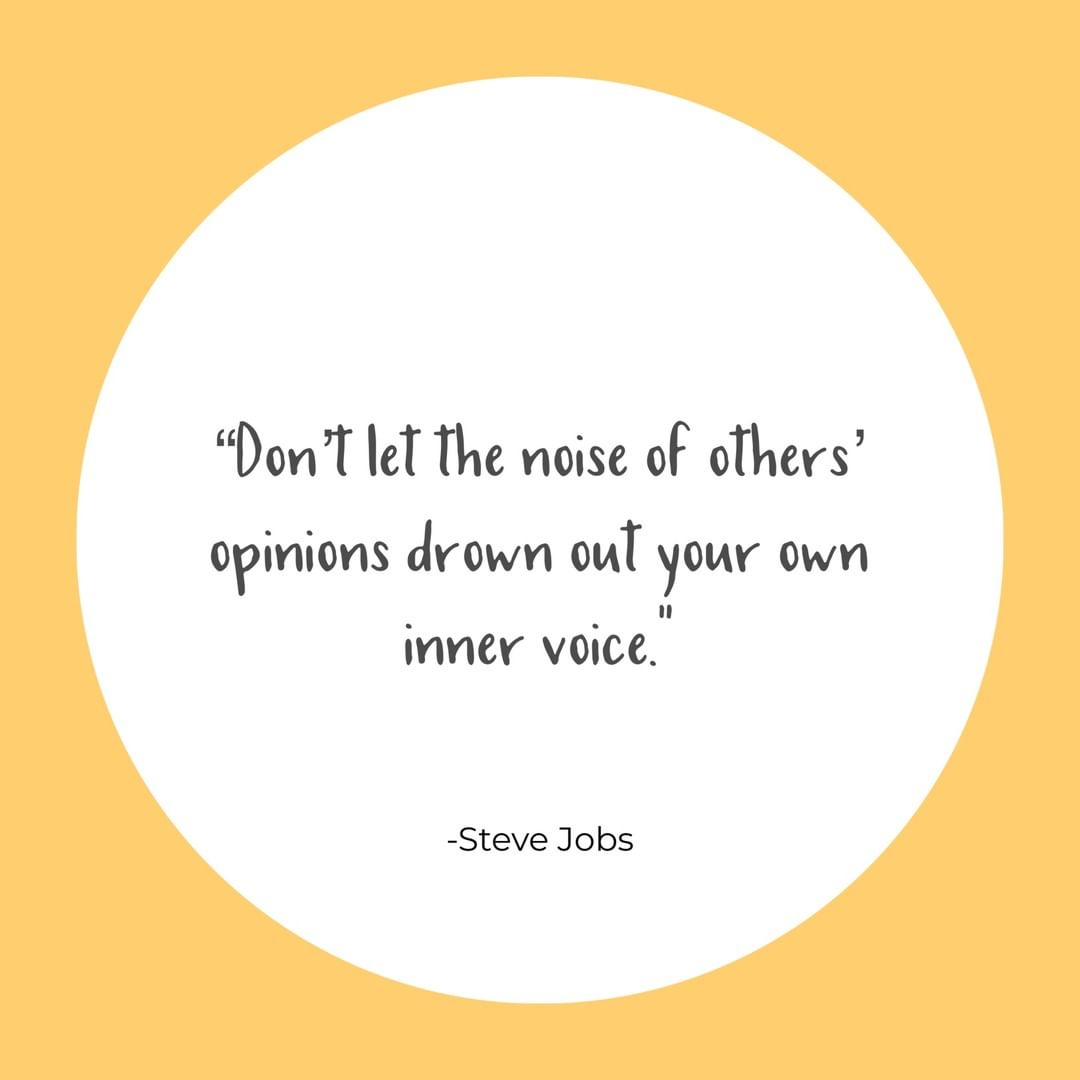 “Don’t let the noise of others’
opinions drown out your own
inner voice."
-Steve Jobs